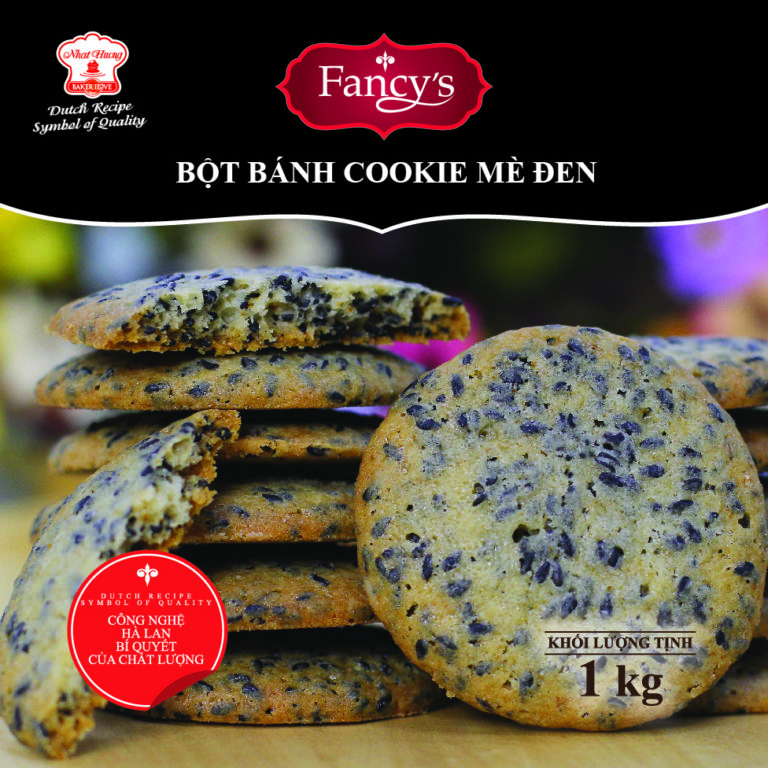 Nhat Huong
BAKER LOVE
Dutch Recipe
Symbol of Quality
Fancy's
BỘT BÁNH COOKIE MÈ ĐEN
DUTCH RECIPE
SYMBOL OF QUALITY
CÔNG NGHỆ
HÀ LAN
BÍ QUYẾT
CỦA CHẤT LƯỢNG
KHỐI LƯỢNG TỊNH
1 kg